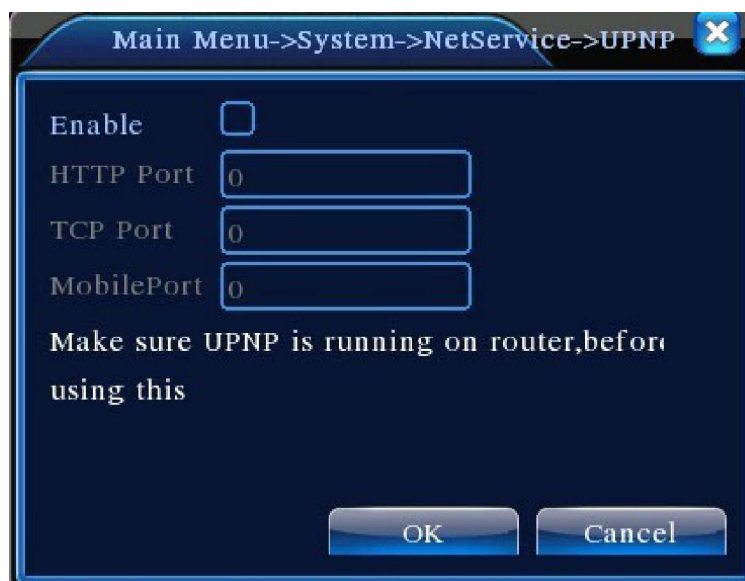 Main Menu->System->NetService->UPNP
Enable
HTTP Port 0
TCP Port 0
MobilePort 0
Make sure UPNP is running on router,before
using this
OK Cancel